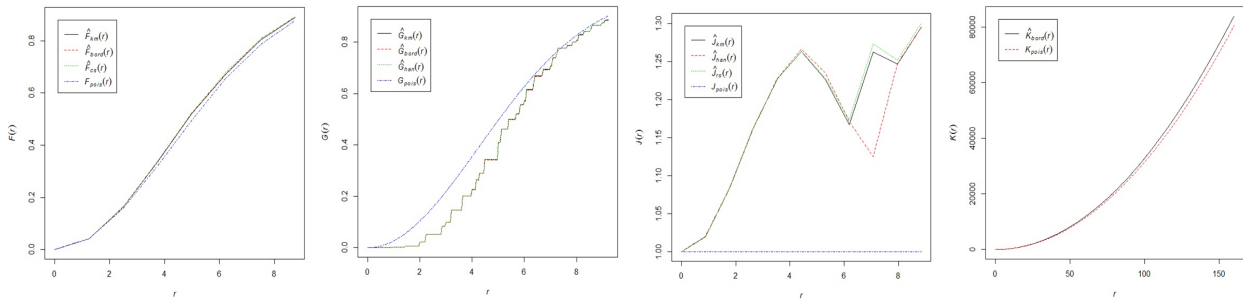 F̂km(r)
F̂bord(r)
F̂cs(r)
Fpois(r)
F(r)
0.0 0.2 0.4 0.6 0.8
0 2 4 6 8
r
Ĝkm(r)
Ĝbord(r)
Ĝhan(r)
Gpois(r)
G(r)
0.0 0.2 0.4 0.6 0.8
0 2 4 6 8
r
Ĵkm(r)
Ĵhan(r)
Ĵrs(r)
Jpois(r)
J(r)
1.00 1.05 1.10 1.15 1.20 1.25 1.30
0 2 4 6 8
r
K̂bord(r)
Kpois(r)
K(r)
0 20000 40000 60000 80000
0 50 100 150
r